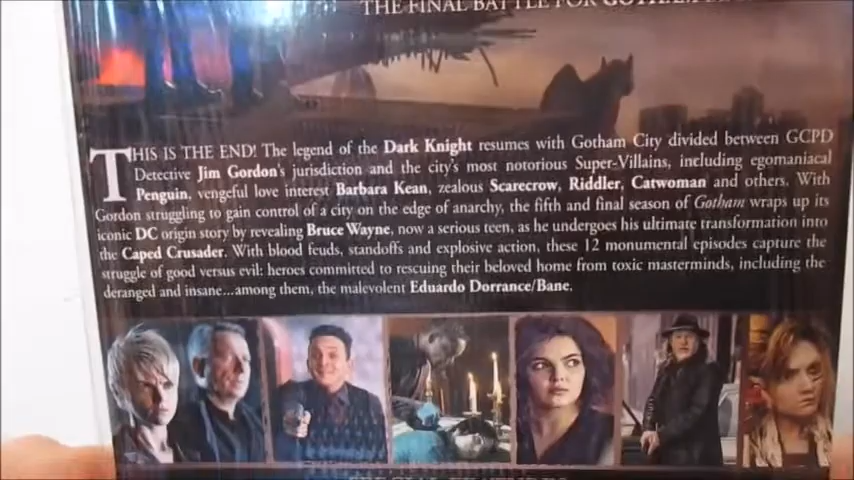 THE FINAL BATTLE FOR
THIS IS THE END! The legend of the Dark Knight resumes with Gotham City divided between GCPD
Detective Jim Gordon's jurisdiction and the city's most notorious Super-Villains, including egomaniacal
Penguin, vengeful love interest Barbara Kean, zealous Scarecrow, Riddler, Catwoman and others. With
Gordon struggling to gain control of a city on the edge of anarchy, the fifth and final season of Gotham wraps up its
iconic DC origin story by revealing Bruce Wayne, now a serious teen, as he undergoes his ultimate transformation into
the Caped Crusader. With blood feuds, standoffs and explosive action, these 12 monumental episodes capture the
struggle of good versus evil: heroes committed to rescuing their beloved home from toxic masterminds, including the
deranged and insane...among them, the malevolent Eduardo Dorrance/Bane.
SPECIAL FEATURES